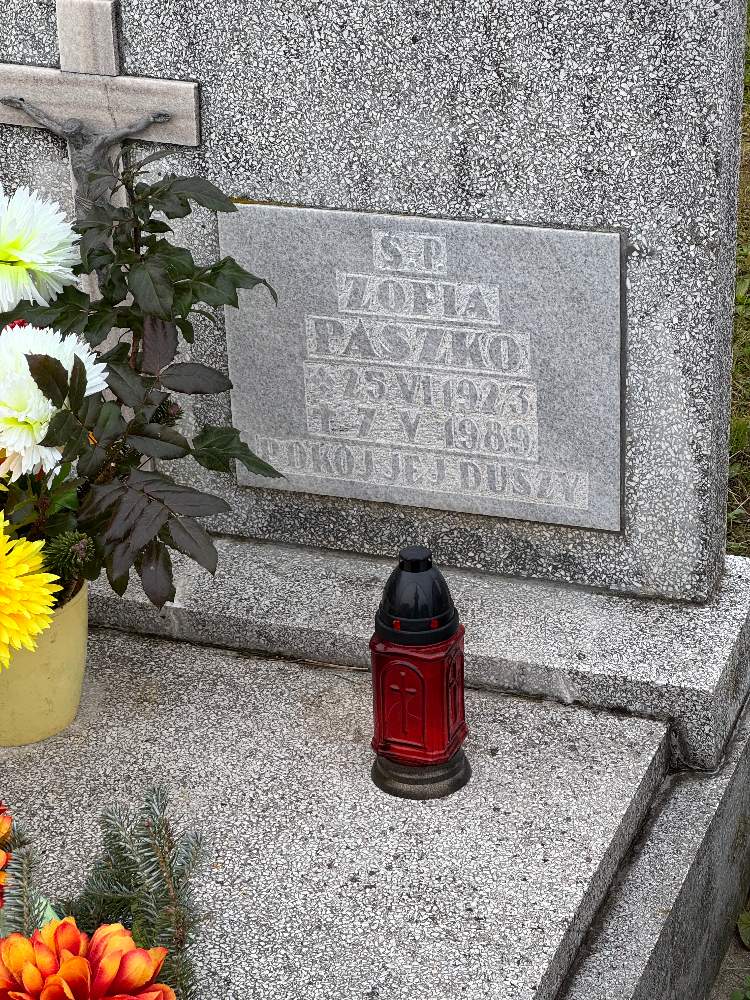 Ś.P.
ZOFIA
PASZKO
* 25 VI 1923
† 7 V 1989
POKÓJ JEJ DUSZY